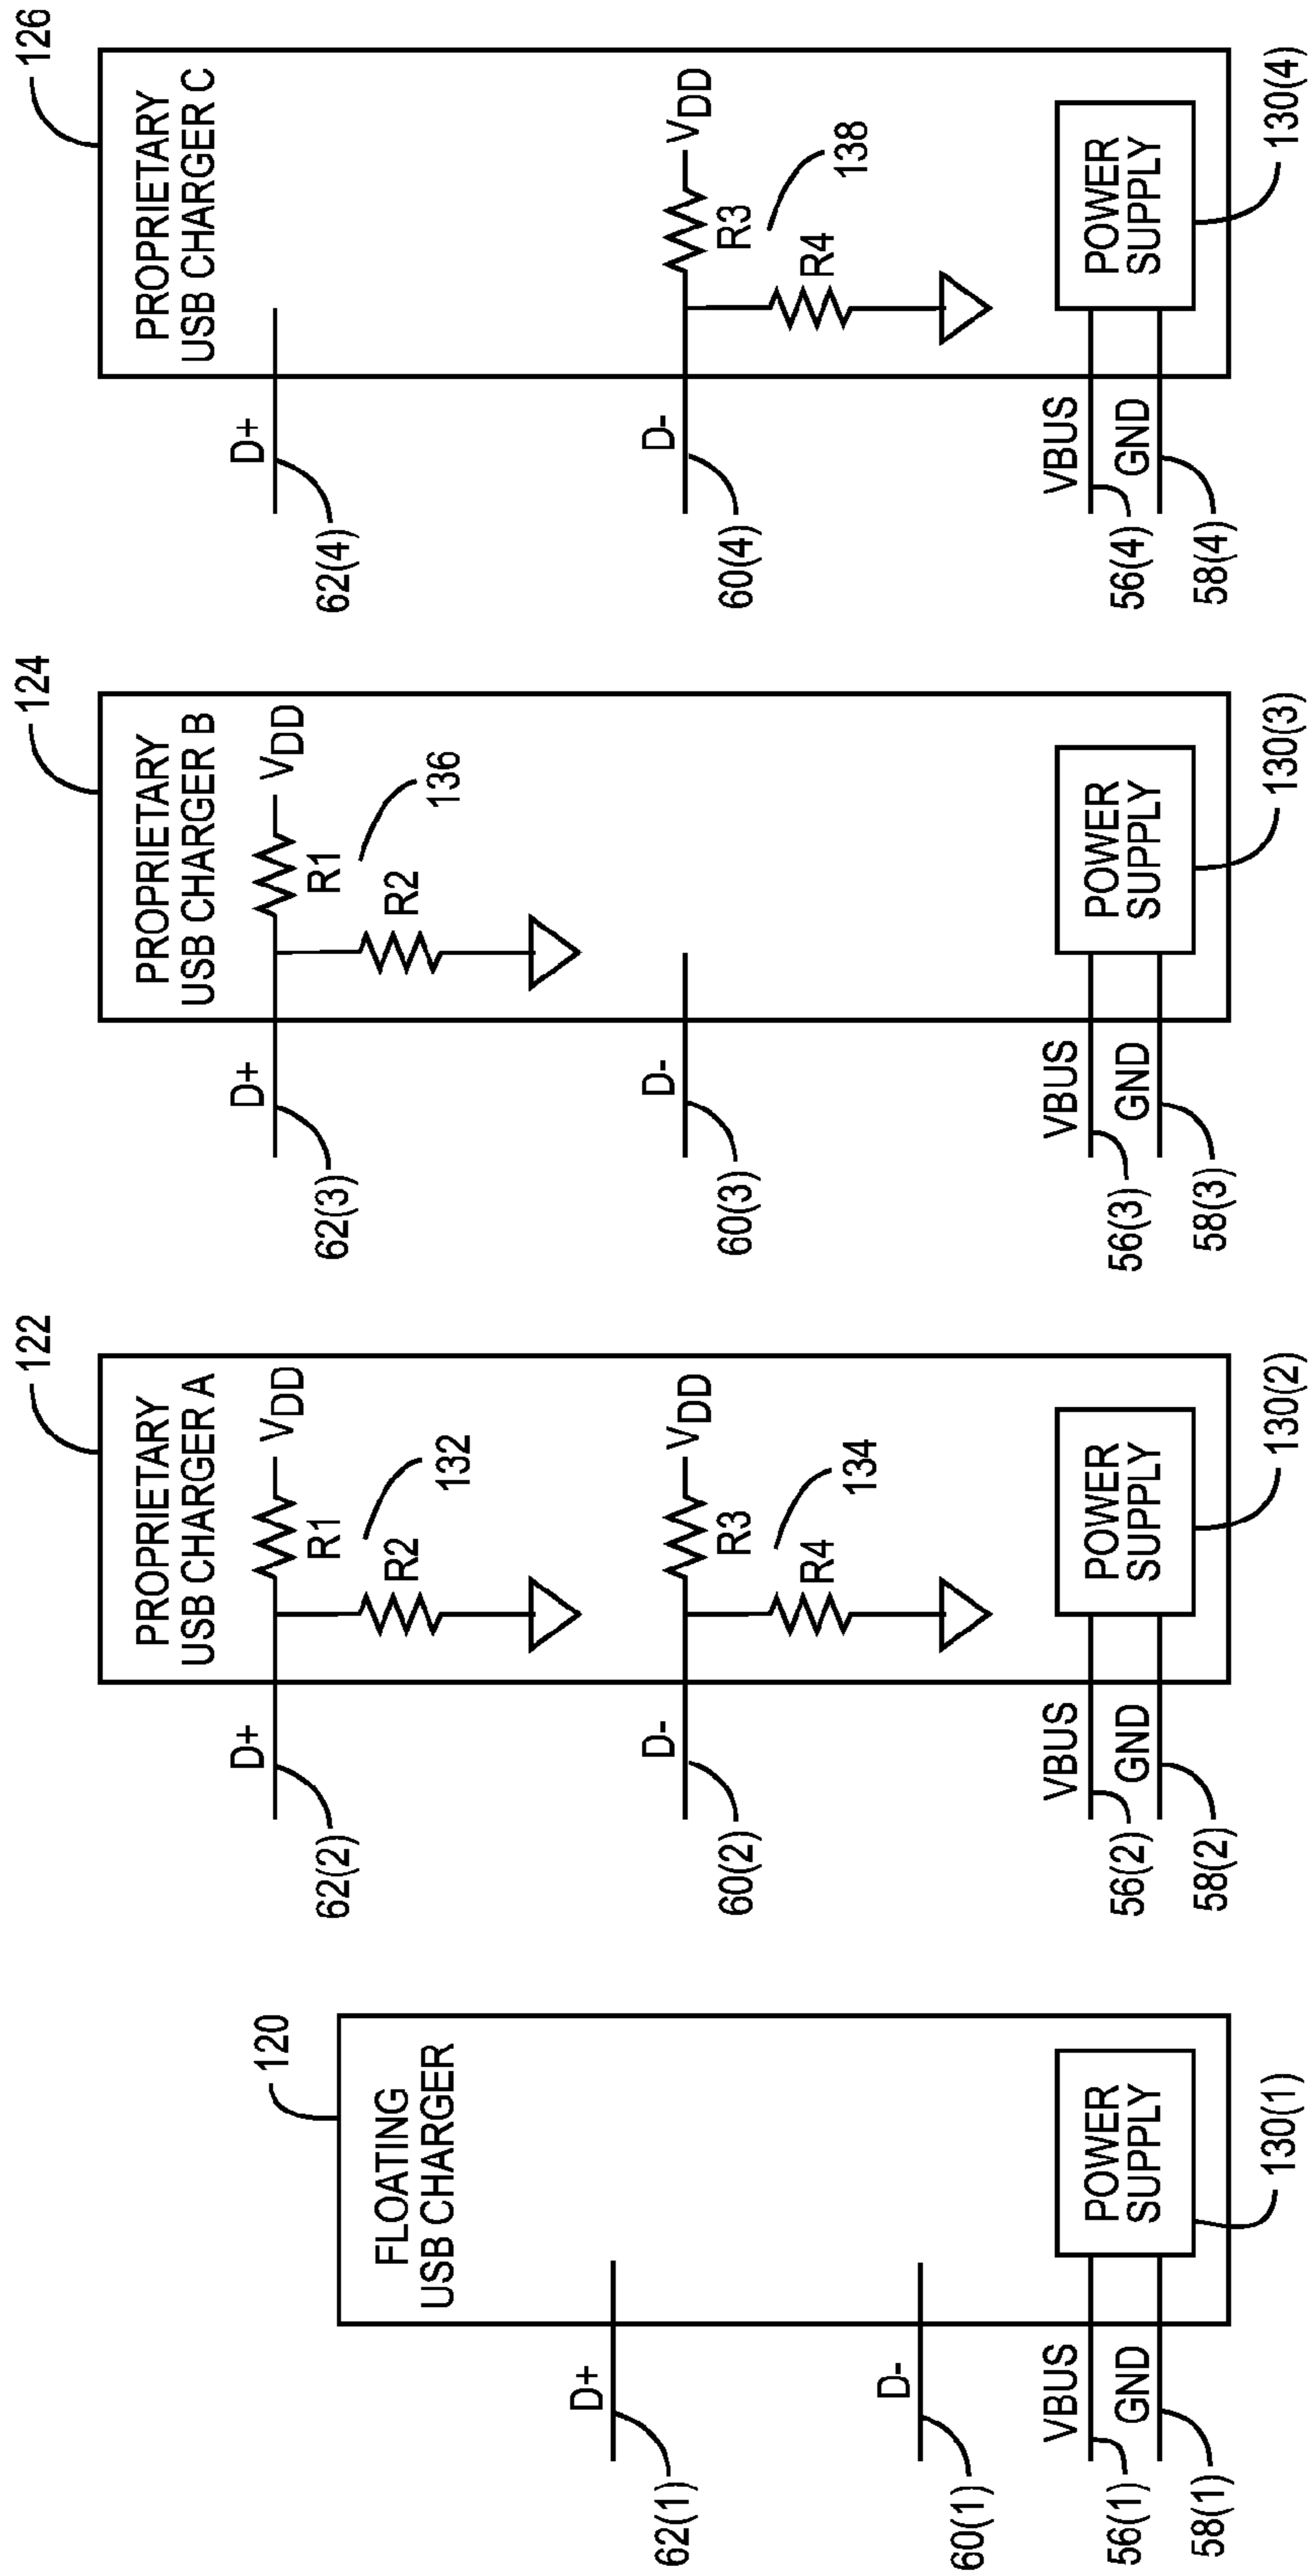 120
FLOATING
USB CHARGER
D+
62(1)
D-
60(1)
VBUS
56(1)
GND
58(1)
POWER
SUPPLY
130(1)
122
PROPRIETARY
USB CHARGER A
D+
62(2)
R1
VDD
R2
132
D-
60(2)
R3
VDD
R4
134
VBUS
56(2)
GND
58(2)
POWER
SUPPLY
130(2)
124
PROPRIETARY
USB CHARGER B
D+
62(3)
R1
VDD
R2
136
D-
60(3)
VBUS
56(3)
GND
58(3)
POWER
SUPPLY
130(3)
126
PROPRIETARY
USB CHARGER C
D+
62(4)
D-
60(4)
R3
VDD
R4
138
VBUS
56(4)
GND
58(4)
POWER
SUPPLY
130(4)